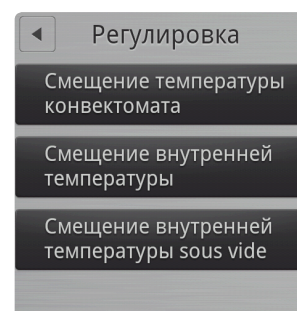 Регулировка
Смещение температуры
конвектомата
Смещение внутренней
температуры
Смещение внутренней
температуры sous vide